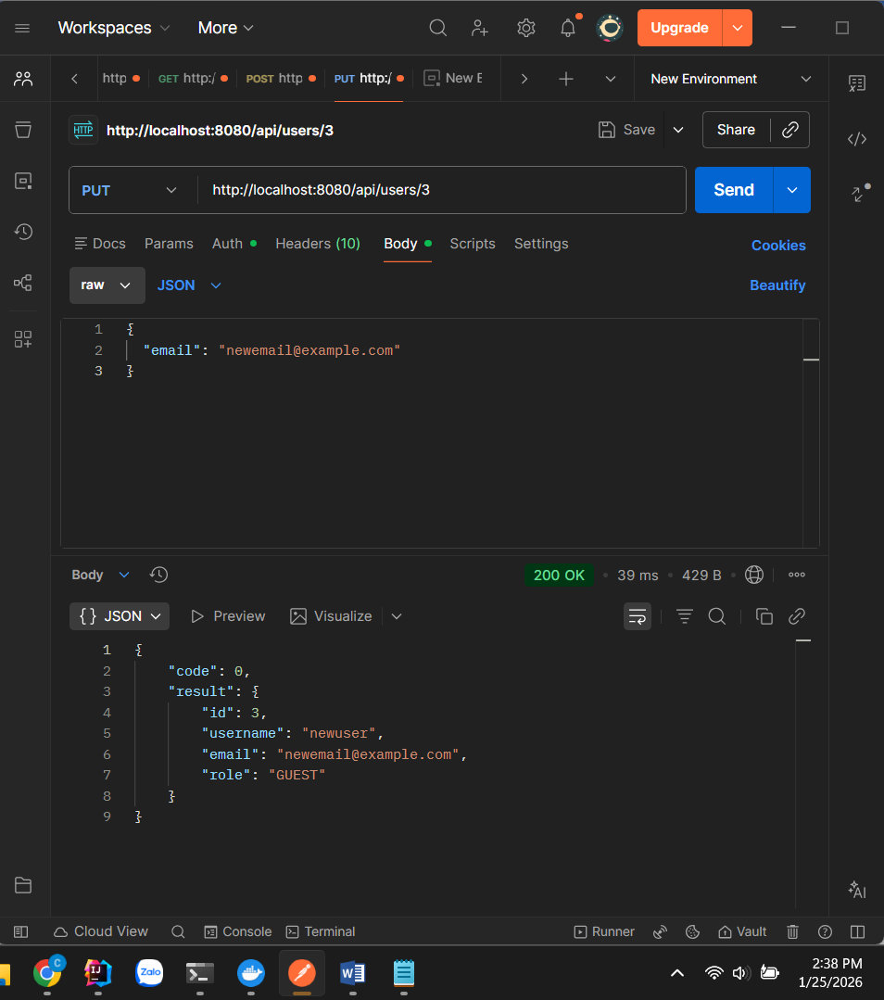 Workspaces More Upgrade
http GET http:/ POST http PUT http:/ New E New Environment
HTTP http://localhost:8080/api/users/3 Save Share
PUT http://localhost:8080/api/users/3 Send
Docs Params Auth Headers (10) Body Scripts Settings Cookies
raw JSON Beautify
1 {
2 "email": "newemail@example.com"
3 }
Body 200 OK • 39 ms • 429 B •
{} JSON Preview Visualize
1 {
2 "code": 0,
3 "result": {
4 "id": 3,
5 "username": "newuser",
6 "email": "newemail@example.com",
7 "role": "GUEST"
8 }
9 }
AI
Cloud View Console Terminal Runner Vault
C IJ Zalo W 2:38 PM
1/25/2026